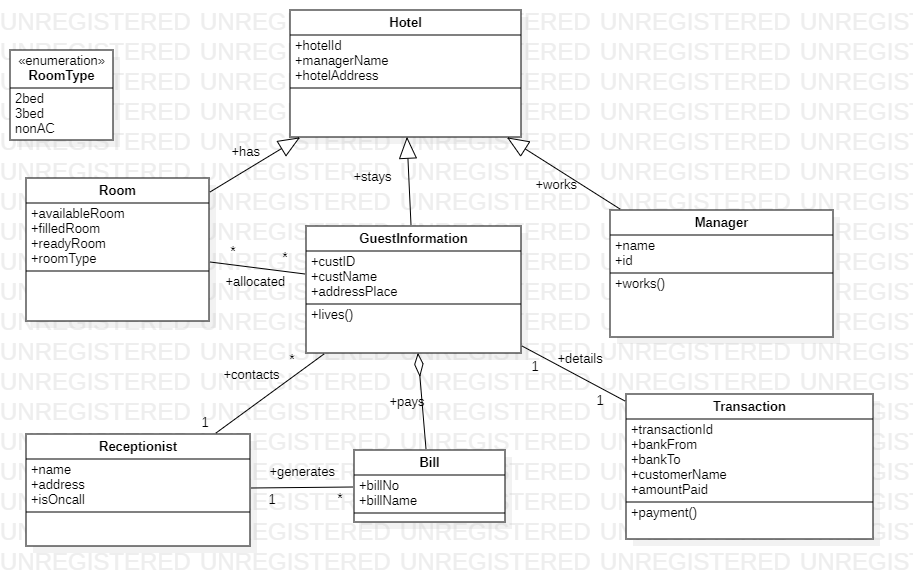 Hotel
+hotelId
+managerName
+hotelAddress
«enumeration»
RoomType
2bed
3bed
nonAC
+has
+stays
+works
Room
+availableRoom
+filledRoom
+readyRoom
+roomType
*
*
+allocated
GuestInformation
+custID
+custName
+addressPlace
+lives()
Manager
+name
+id
+works()
*
+contacts
1
+pays
+details
1
1
Receptionist
+name
+address
+isOncall
+generates
1
*
Bill
+billNo
+billName
Transaction
+transactionId
+bankFrom
+bankTo
+customerName
+amountPaid
+payment()
UNREGISTERED